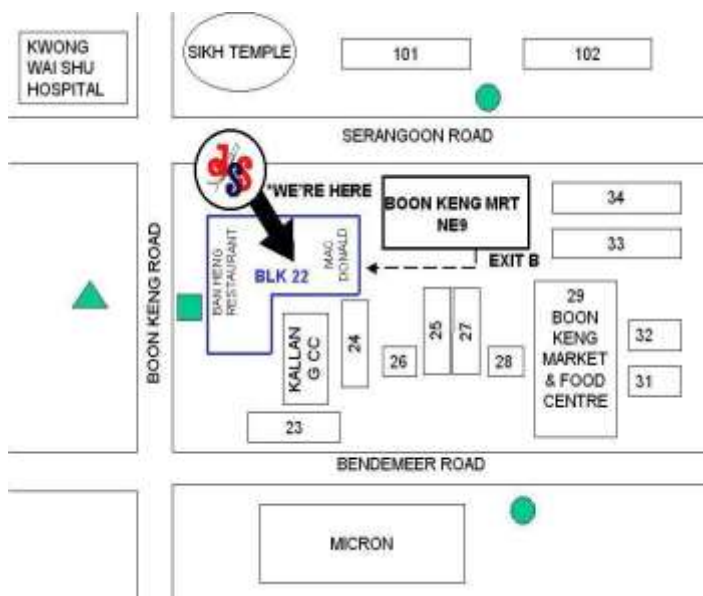 KWONG
WAI SHU
HOSPITAL
SIKH TEMPLE
101
102
SERANGOON ROAD
JSS
"WE'RE HERE
BOON KENG MRT
NE9
34
33
EXIT B
BAN HENG
RESTAURANT
BLK 22
MAC
DONALD
BOON KENG ROAD
KALLAN
G CC
24
26
25
27
28
29
BOON
KENG
MARKET
& FOOD
CENTRE
32
31
23
BENDEMEER ROAD
MICRON